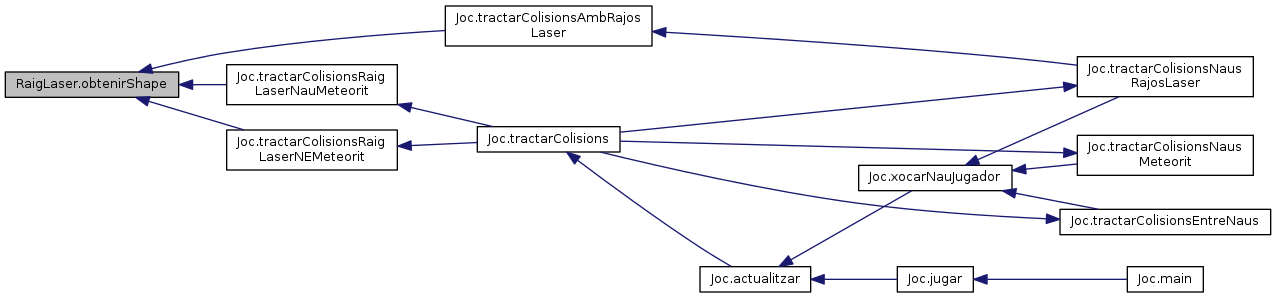 Joc.tractarColisionsAmbRajos
Laser
RaigLaser.obtenirShape
Joc.tractarColisionsRaig
LaserNauMeteorit
Joc.tractarColisionsNaus
RajosLaser
Joc.tractarColisionsRaig
LaserNEMeteorit
Joc.tractarColisions
Joc.tractarColisionsNaus
Meteorit
Joc.xocarNauJugador
Joc.tractarColisionsEntreNaus
Joc.actualitzar
Joc.jugar
Joc.main